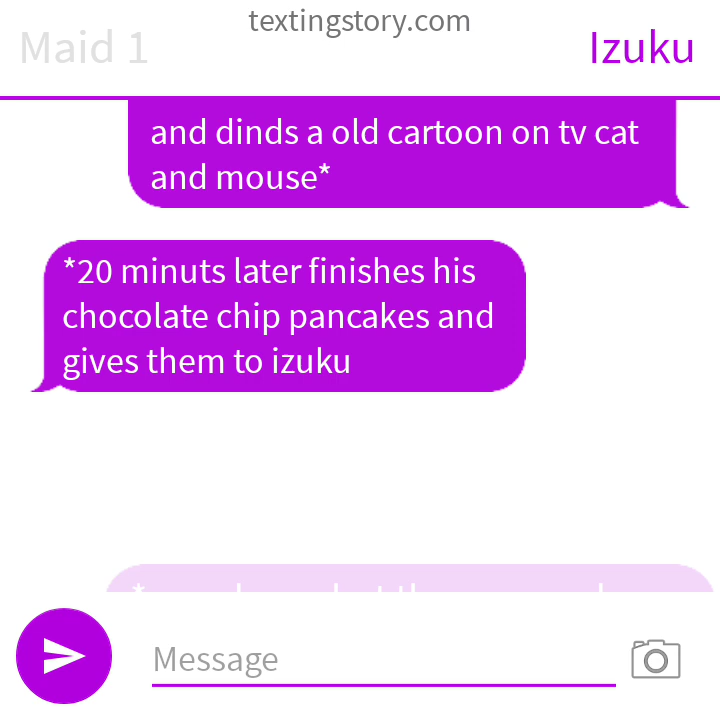 textingstory.com
Maid 1
Izuku
and dinds a old cartoon on tv cat
and mouse*
*20 minuts later finishes his
chocolate chip pancakes and
gives them to izuku
Message